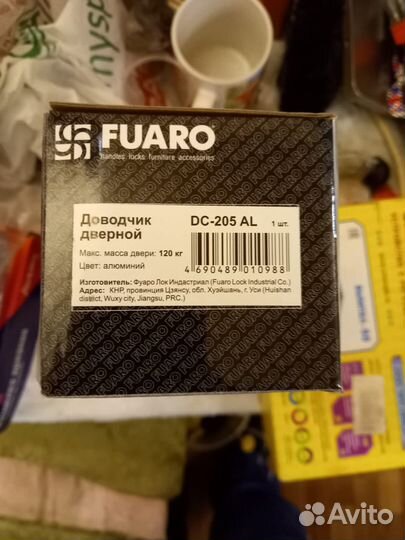 nysp
FUARO
Handles locks furniture accessories
Доводчик
дверной
DC-205 AL
1 шт.
Макс. масса двери: 120 кг
Цвет: алюминий
4 690489 010988
Изготовитель: Фуаро Лок Индастриал (Fuaro Lock Industrial Co.)
Адрес: КНР, провинция Цзянсу, обл. Хуэйшань, г. Уси (Huishan
district, Wuxy city, Jiangsu, PRC.)
Avito